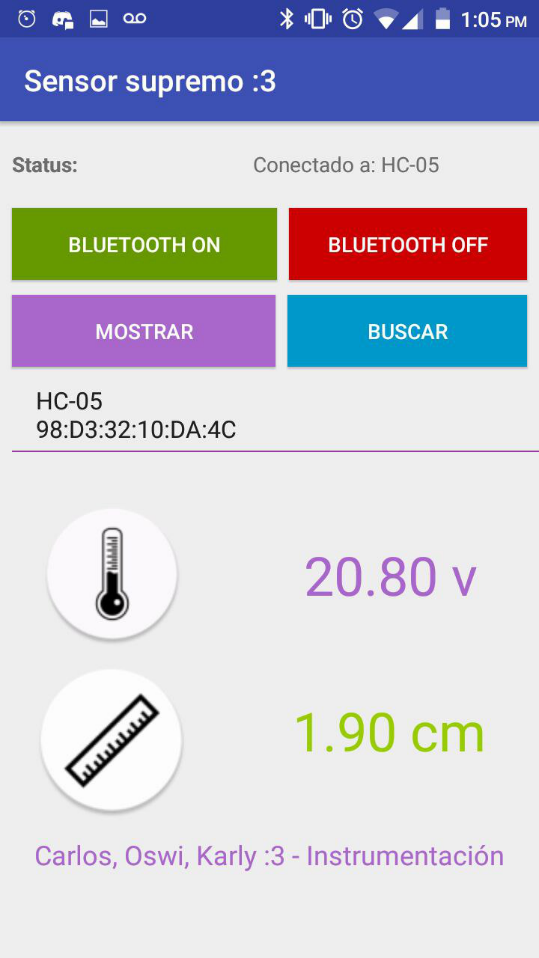 1:05 PM
Sensor supremo :3
Status: Conectado a: HC-05
BLUETOOTH ON BLUETOOTH OFF
MOSTRAR BUSCAR
HC-05
98:D3:32:10:DA:4C
20.80 v
1.90 cm
Carlos, Oswi, Karly :3 - Instrumentación